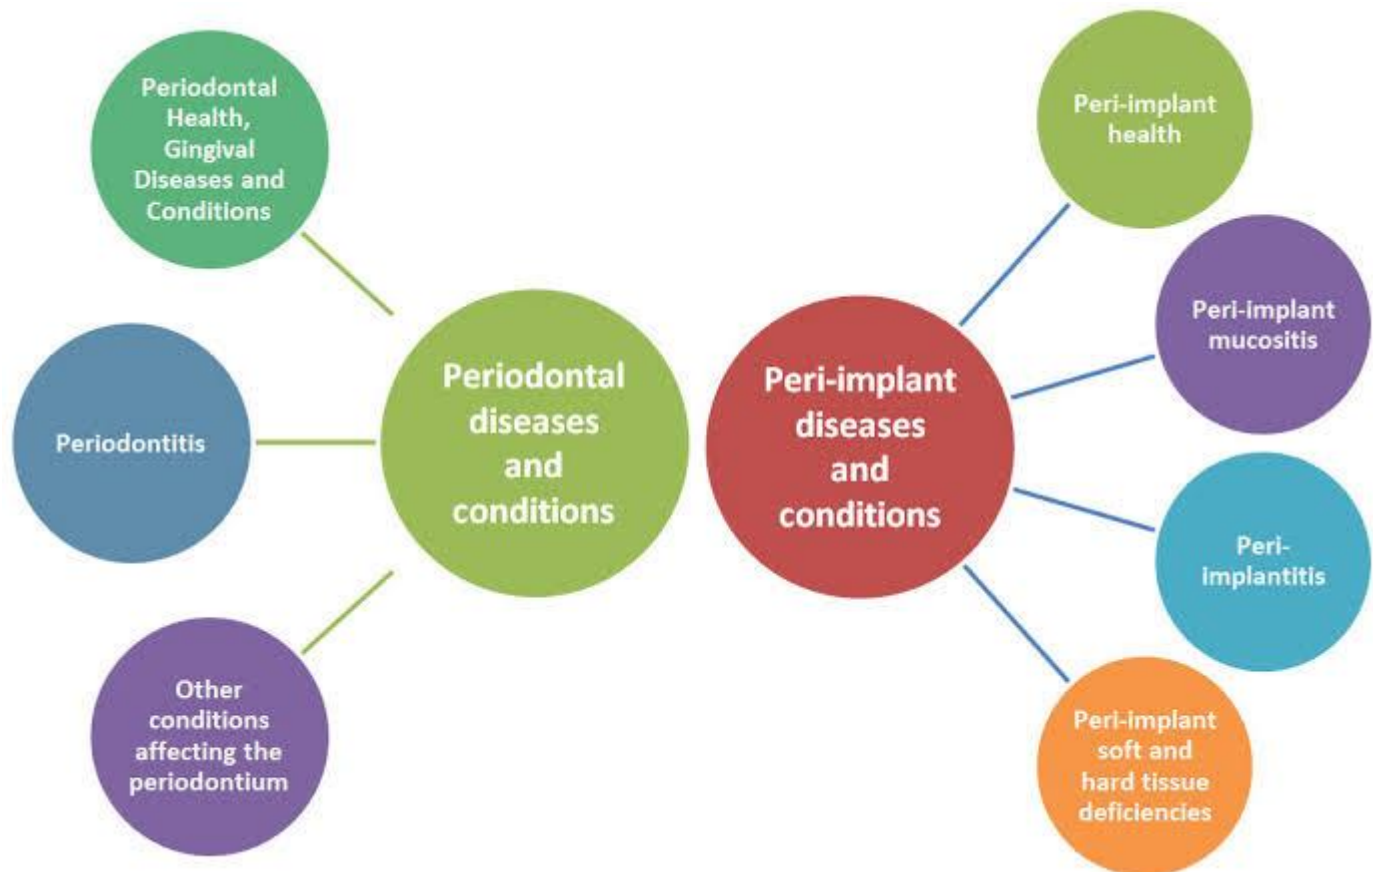 Periodontal
Health,
Gingival
Diseases and
Conditions
Periodontitis
Other
conditions
affecting the
periodontium
Periodontal
diseases
and
conditions
Peri-implant
diseases
and
conditions
Peri-implant
health
Peri-implant
mucositis
Peri-
implantitis
Peri-implant
soft and
hard tissue
deficiencies